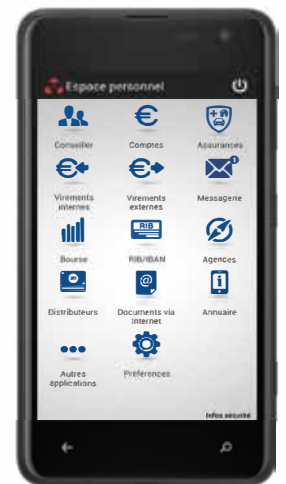 Espace personnel
Conseiller Comptes Assurances
Virements internes Virements externes Messagerie
1
RIB
Bourse RIB/IBAN Agences
@ i
Distributeurs Documents via Internet Annuaire
Autres applications Préférences
Infos sécurité